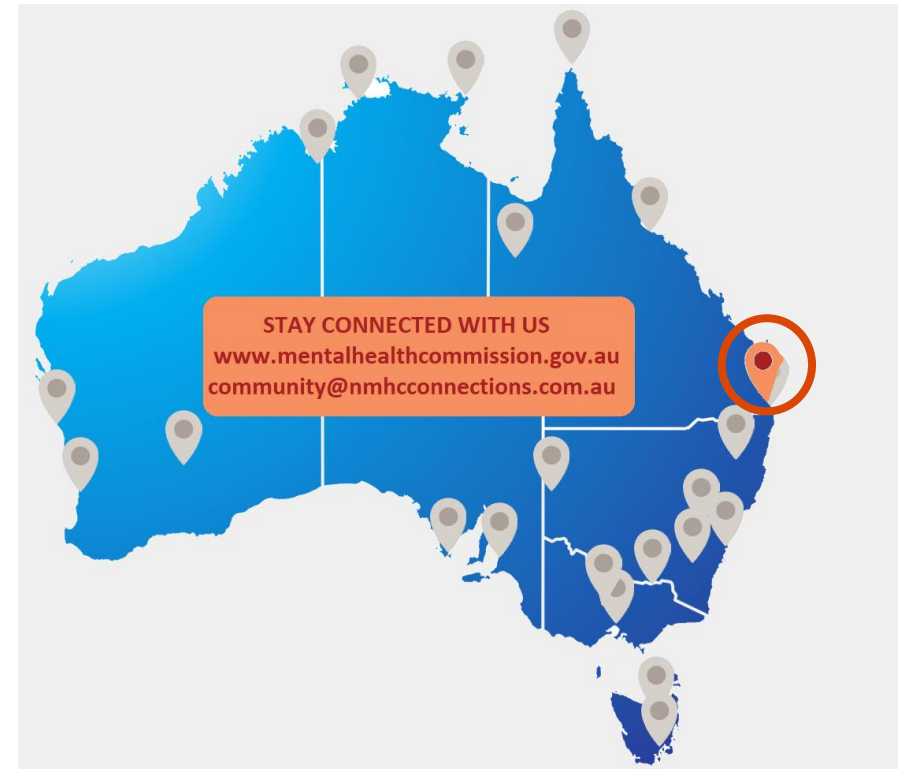 STAY CONNECTED WITH US
www.mentalhealthcommission.gov.au
community@nmhcconnections.com.au